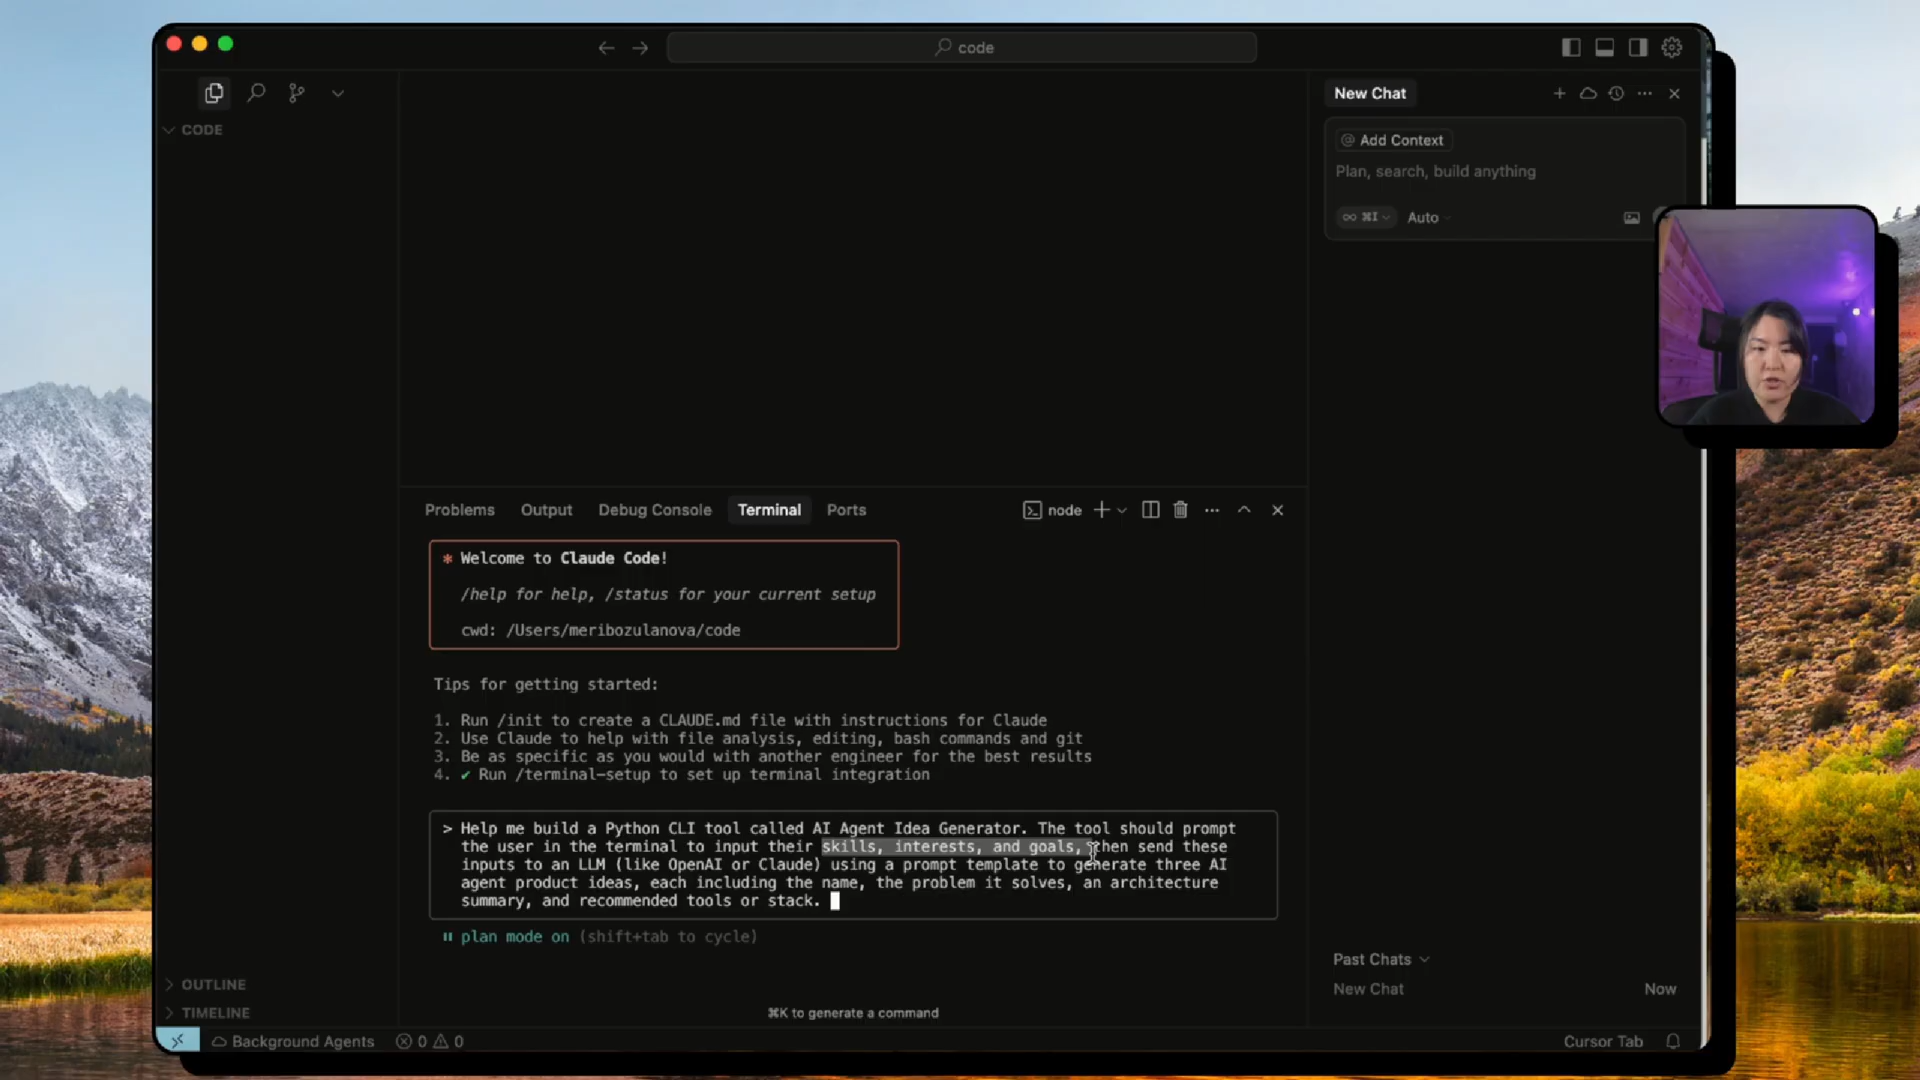 code
New Chat
CODE
@ Add Context
Plan, search, build anything
∞ ⌘I Auto
Problems Output Debug Console Terminal Ports
node
* Welcome to Claude Code!
/help for help, /status for your current setup
cwd: /Users/meribozulanova/code
Tips for getting started:
1. Run /init to create a CLAUDE.md file with instructions for Claude
2. Use Claude to help with file analysis, editing, bash commands and git
3. Be as specific as you would with another engineer for the best results
4. ✔ Run /terminal-setup to set up terminal integration
> Help me build a Python CLI tool called AI Agent Idea Generator. The tool should prompt
the user in the terminal to input their skills, interests, and goals, then send these
inputs to an LLM (like OpenAI or Claude) using a prompt template to generate three AI
agent product ideas, each including the name, the problem it solves, an architecture
summary, and recommended tools or stack.
⏸ plan mode on (shift+tab to cycle)
Past Chats
New Chat Now
OUTLINE
TIMELINE
⌘K to generate a command
Background Agents 0 0
Cursor Tab